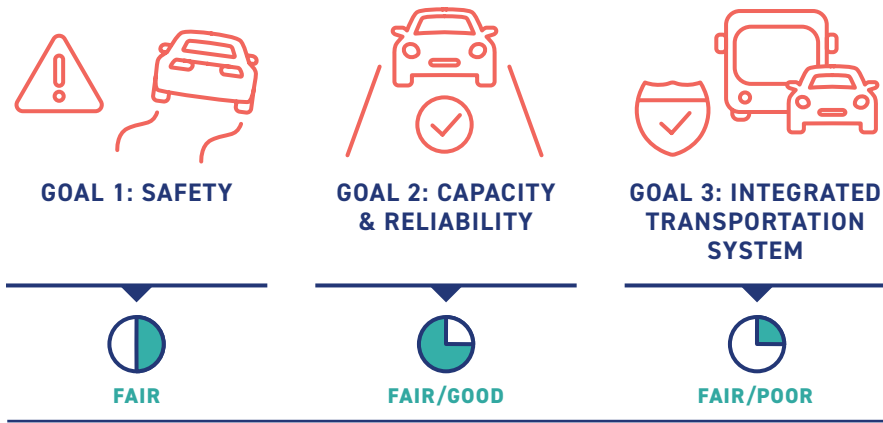 GOAL 1: SAFETY
GOAL 2: CAPACITY
& RELIABILITY
GOAL 3: INTEGRATED
TRANSPORTATION
SYSTEM
FAIR
FAIR/GOOD
FAIR/POOR